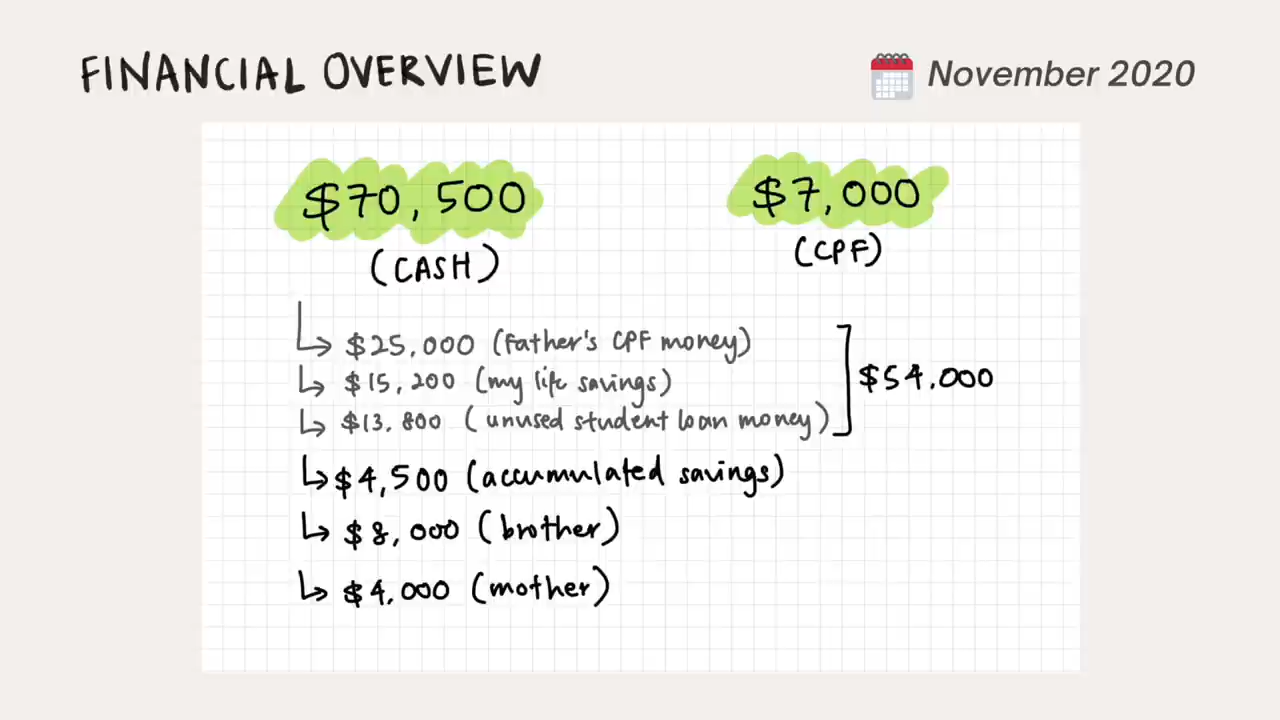 FINANCIAL OVERVIEW
November 2020
$70,500
$7,000
(CASH)
(CPF)
↳ $25,000 (Father's CPF money)
↳ $15,200 (my life savings)
↳ $13,800 (unused student loan money)
$54,000
↳ $4,500 (accumulated savings)
↳ $8,000 (brother)
↳ $4,000 (mother)